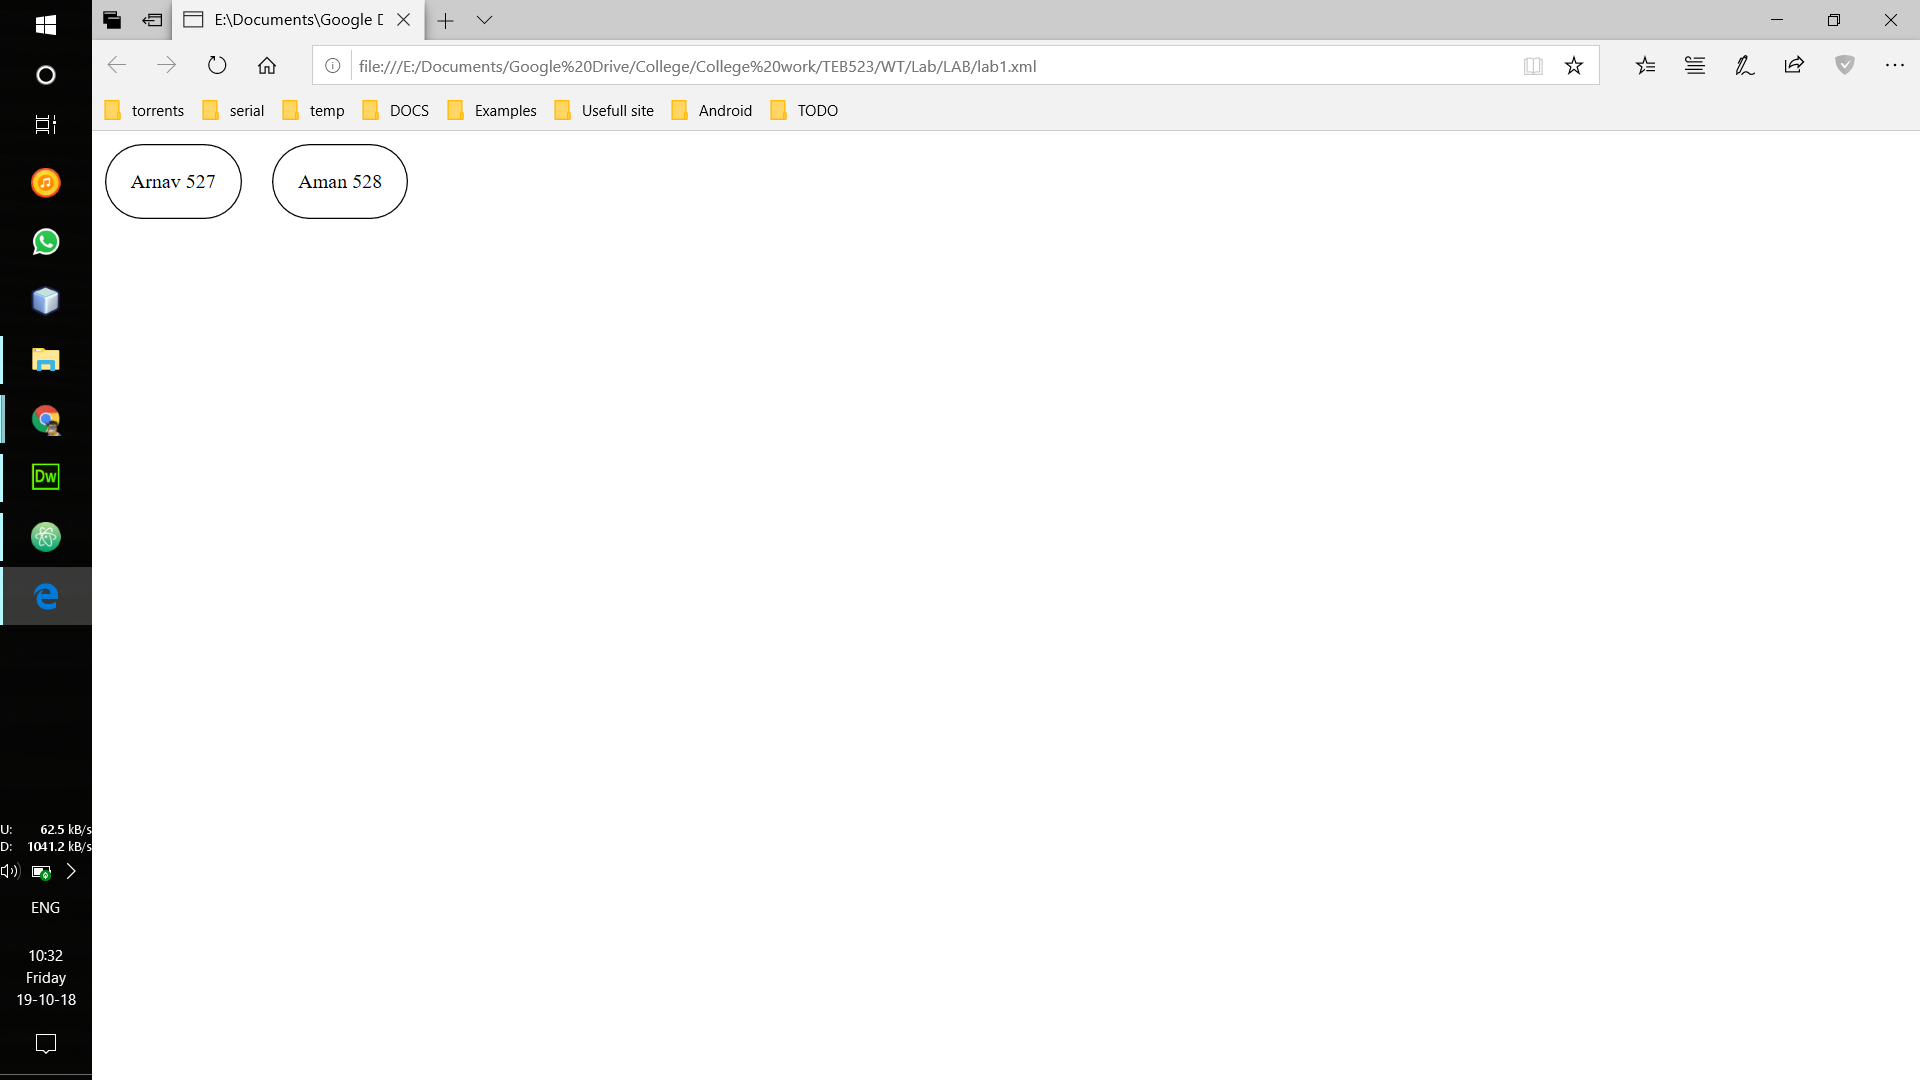 E:\Documents\Google D
file:///E:/Documents/Google%20Drive/College/College%20work/TEB523/WT/Lab/LAB/lab1.xml
torrents serial temp DOCS Examples Usefull site Android TODO
Arnav 527 Aman 528
Dw
U: 62.5 kB/s
D: 1041.2 kB/s
ENG
10:32
Friday
19-10-18